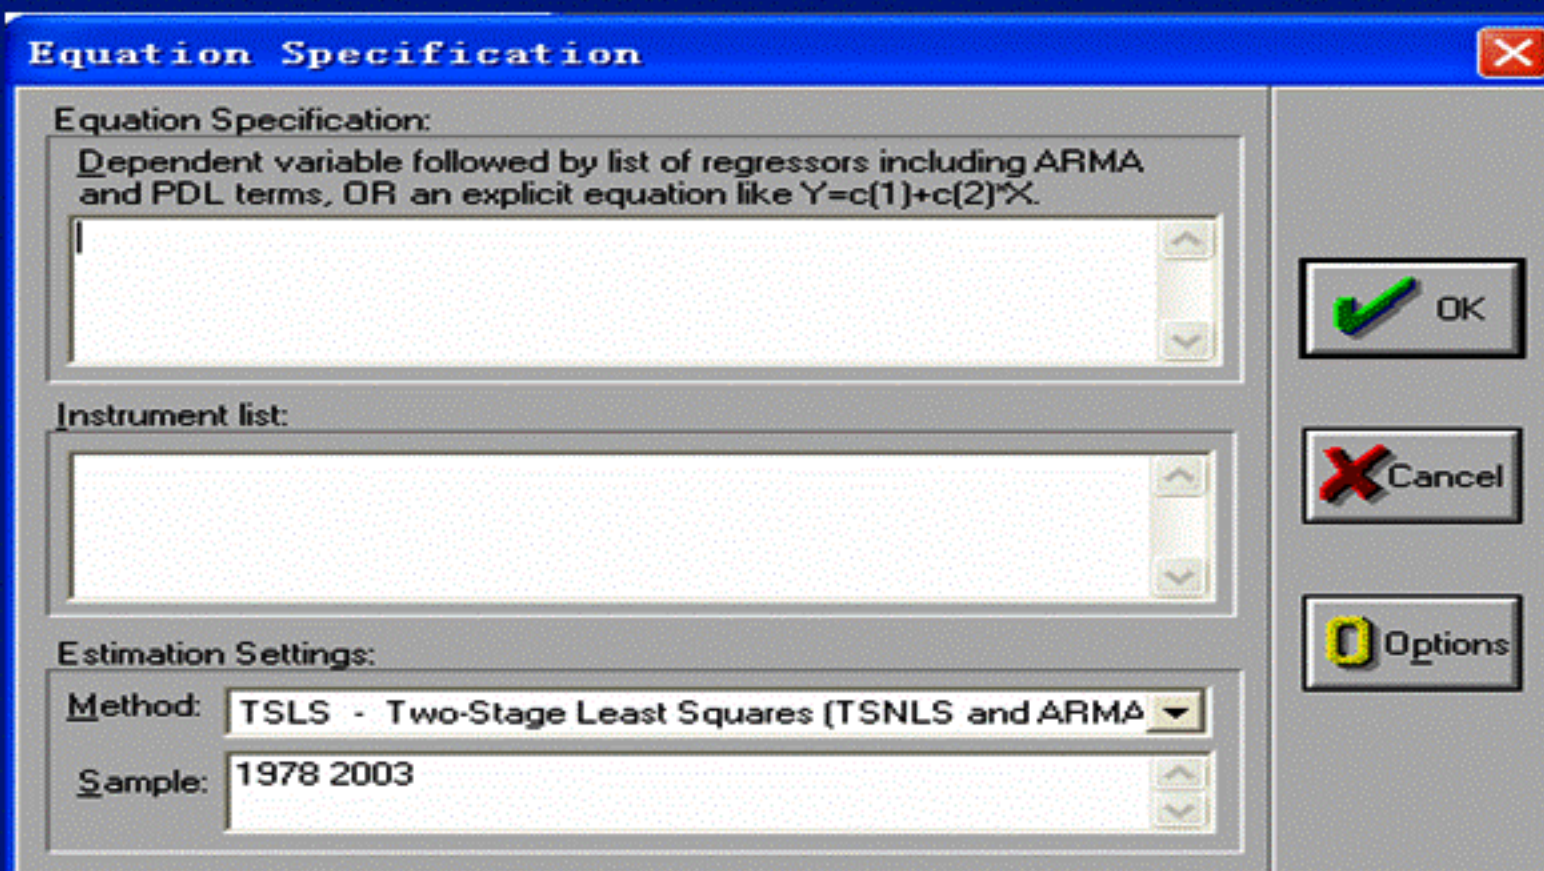 Equation Specification
Equation Specification:
Dependent variable followed by list of regressors including ARMA
and PDL terms, OR an explicit equation like Y=c(1)+c(2)*X.
OK
Instrument list:
Cancel
Options
Estimation Settings:
Method: TSLS - Two-Stage Least Squares (TSNLS and ARMA
Sample: 1978 2003